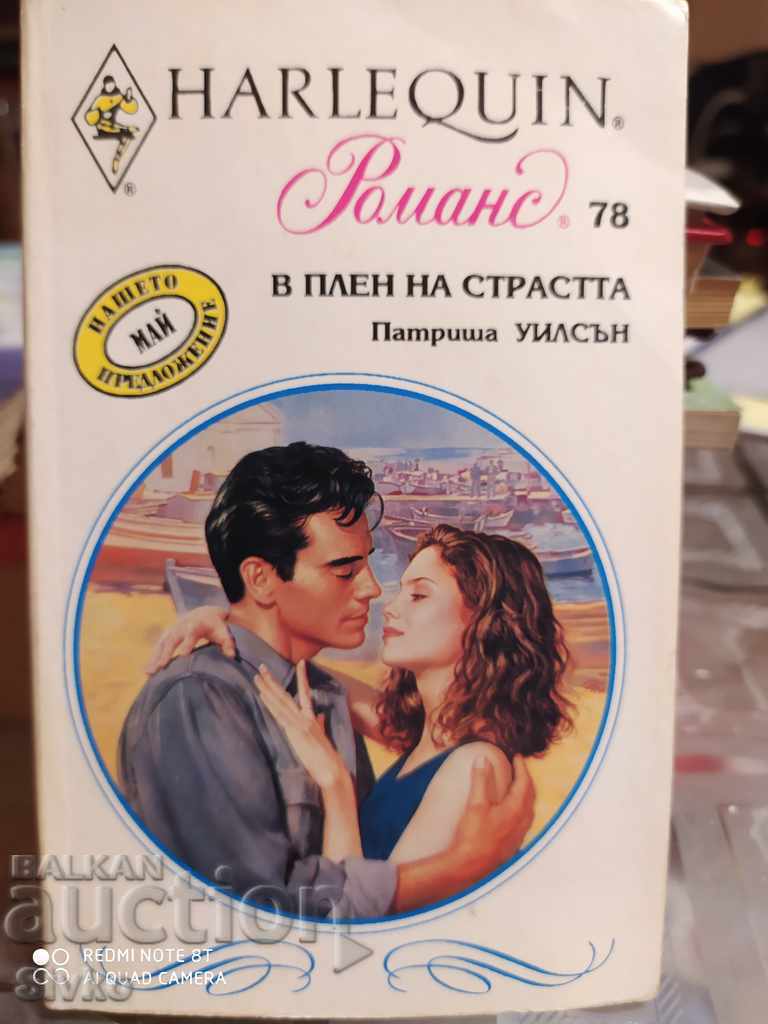 HARLEQUIN®
Романс® 78
®
В ПЛЕН НА СТРАСТТА
Патриша УИЛСЪН
НАШЕТО
МАЙ
ПРЕДЛОЖЕНИЕ
BALKAN
auction
REDMI NOTE 8T
AI QUAD CAMERA
Sivko